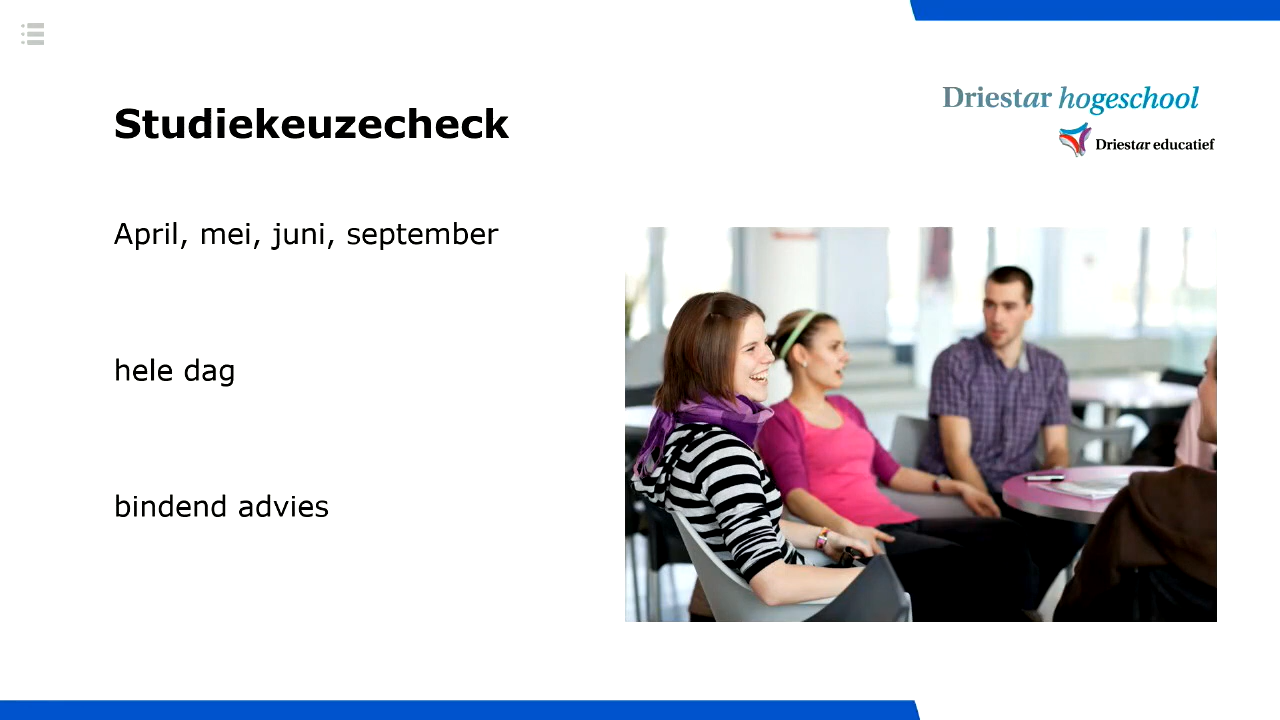 Driestar hogeschool
Driestar educatief
Studiekeuzecheck
April, mei, juni, september
hele dag
bindend advies